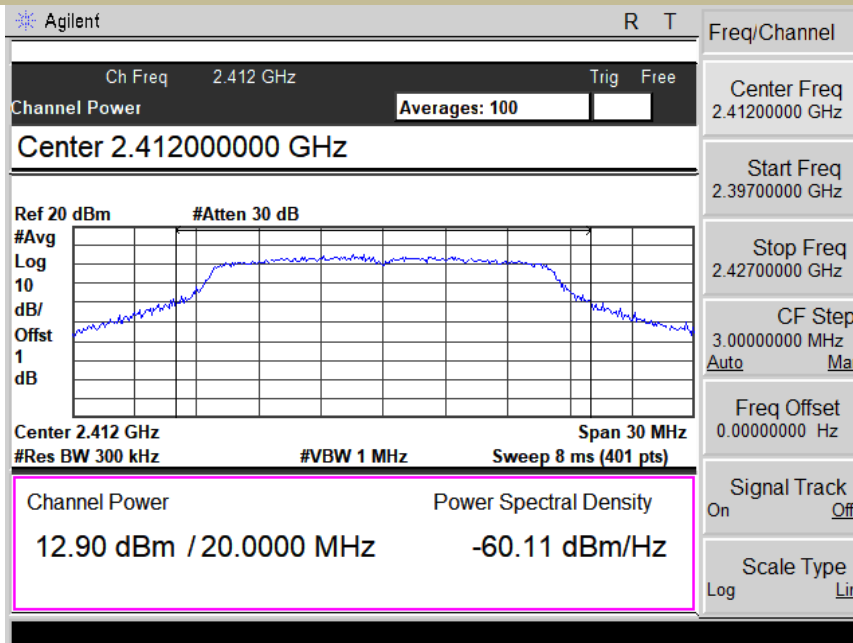 Agilent R T
Ch Freq 2.412 GHz Trig Free
Channel Power Averages: 100
Center 2.412000000 GHz
Ref 20 dBm #Atten 30 dB
#Avg
Log
10
dB/
Offst
1
dB
Center 2.412 GHz Span 30 MHz
#Res BW 300 kHz #VBW 1 MHz Sweep 8 ms (401 pts)
Channel Power Power Spectral Density
12.90 dBm / 20.0000 MHz -60.11 dBm/Hz
Freq/Channel
Center Freq
2.41200000 GHz
Start Freq
2.39700000 GHz
Stop Freq
2.42700000 GHz
CF Step
3.00000000 MHz
Auto Ma
Freq Offset
0.00000000 Hz
Signal Track
On Off
Scale Type
Log Li